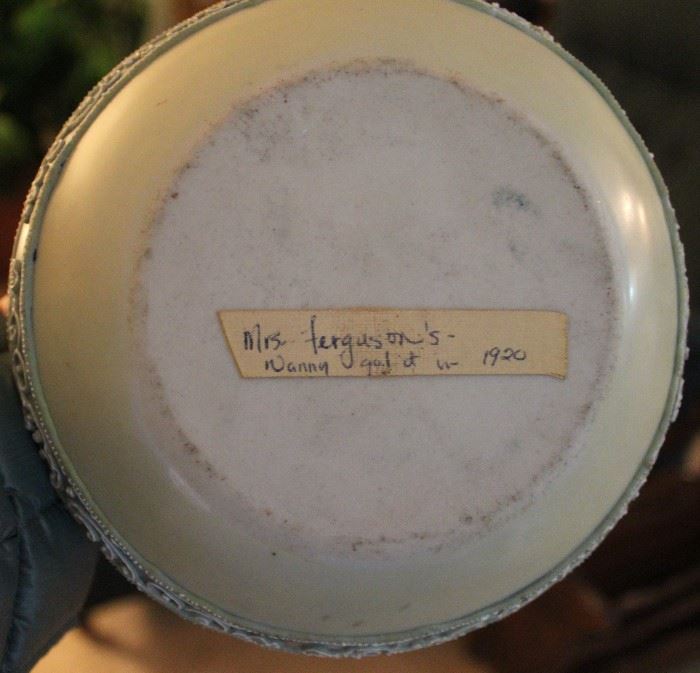 Mrs. Ferguson's-
Nanny got it in 1920